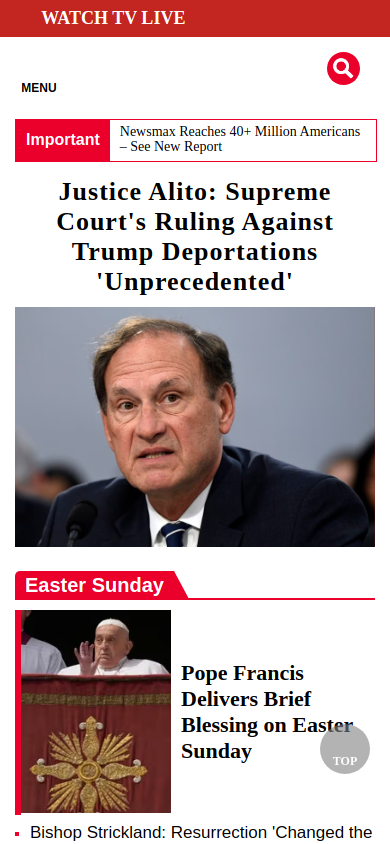 WATCH TV LIVE
MENU
Important
Newsmax Reaches 40+ Million Americans
– See New Report
Justice Alito: Supreme
Court's Ruling Against
Trump Deportations
'Unprecedented'
Easter Sunday
Pope Francis
Delivers Brief
Blessing on Easter
Sunday
TOP
Bishop Strickland: Resurrection 'Changed the